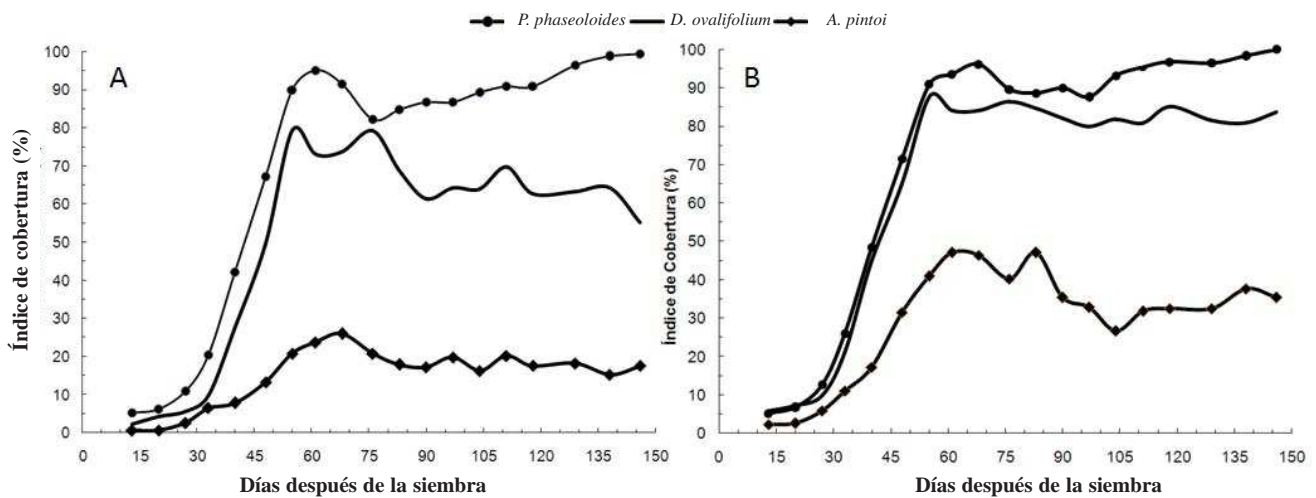 P. phaseoloides D. ovalifolium A. pintoi
A
Índice de cobertura (%)
100
90
80
70
60
50
40
30
20
10
0
0 15 30 45 60 75 90 105 120 135 150
Días después de la siembra
B
Índice de Cobertura (%)
100
90
80
70
60
50
40
30
20
10
0
0 15 30 45 60 75 90 105 120 135 150
Días después de la siembra